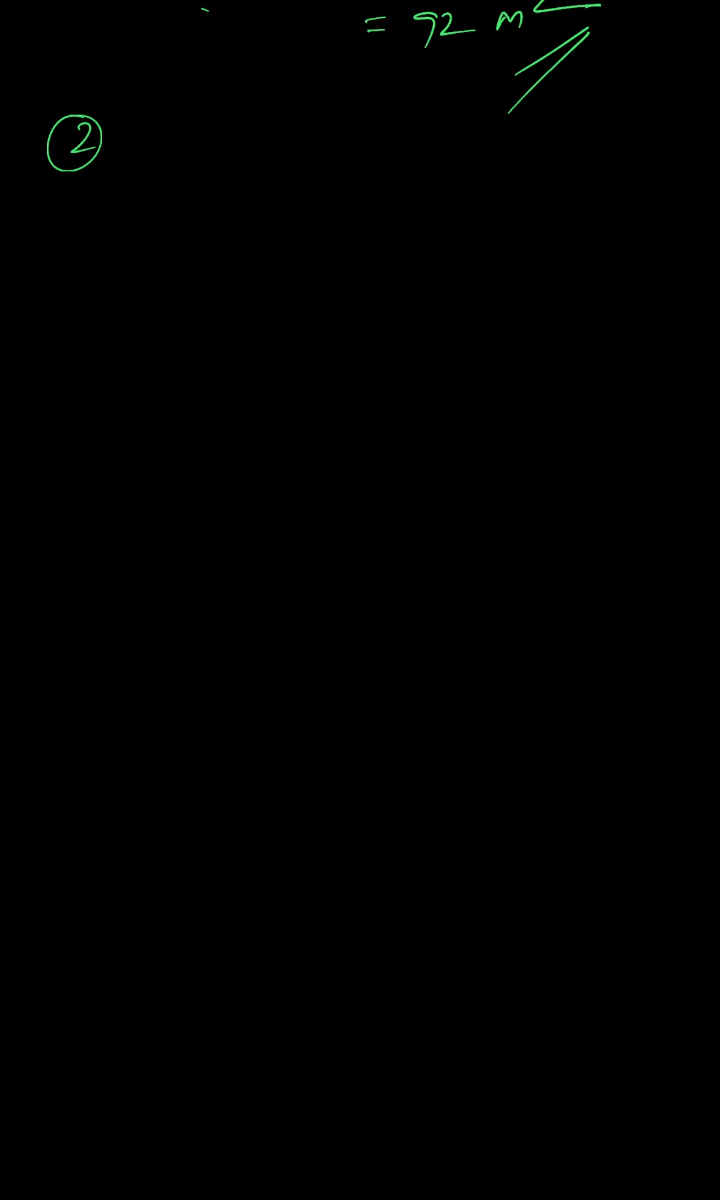 = 92 m²
②